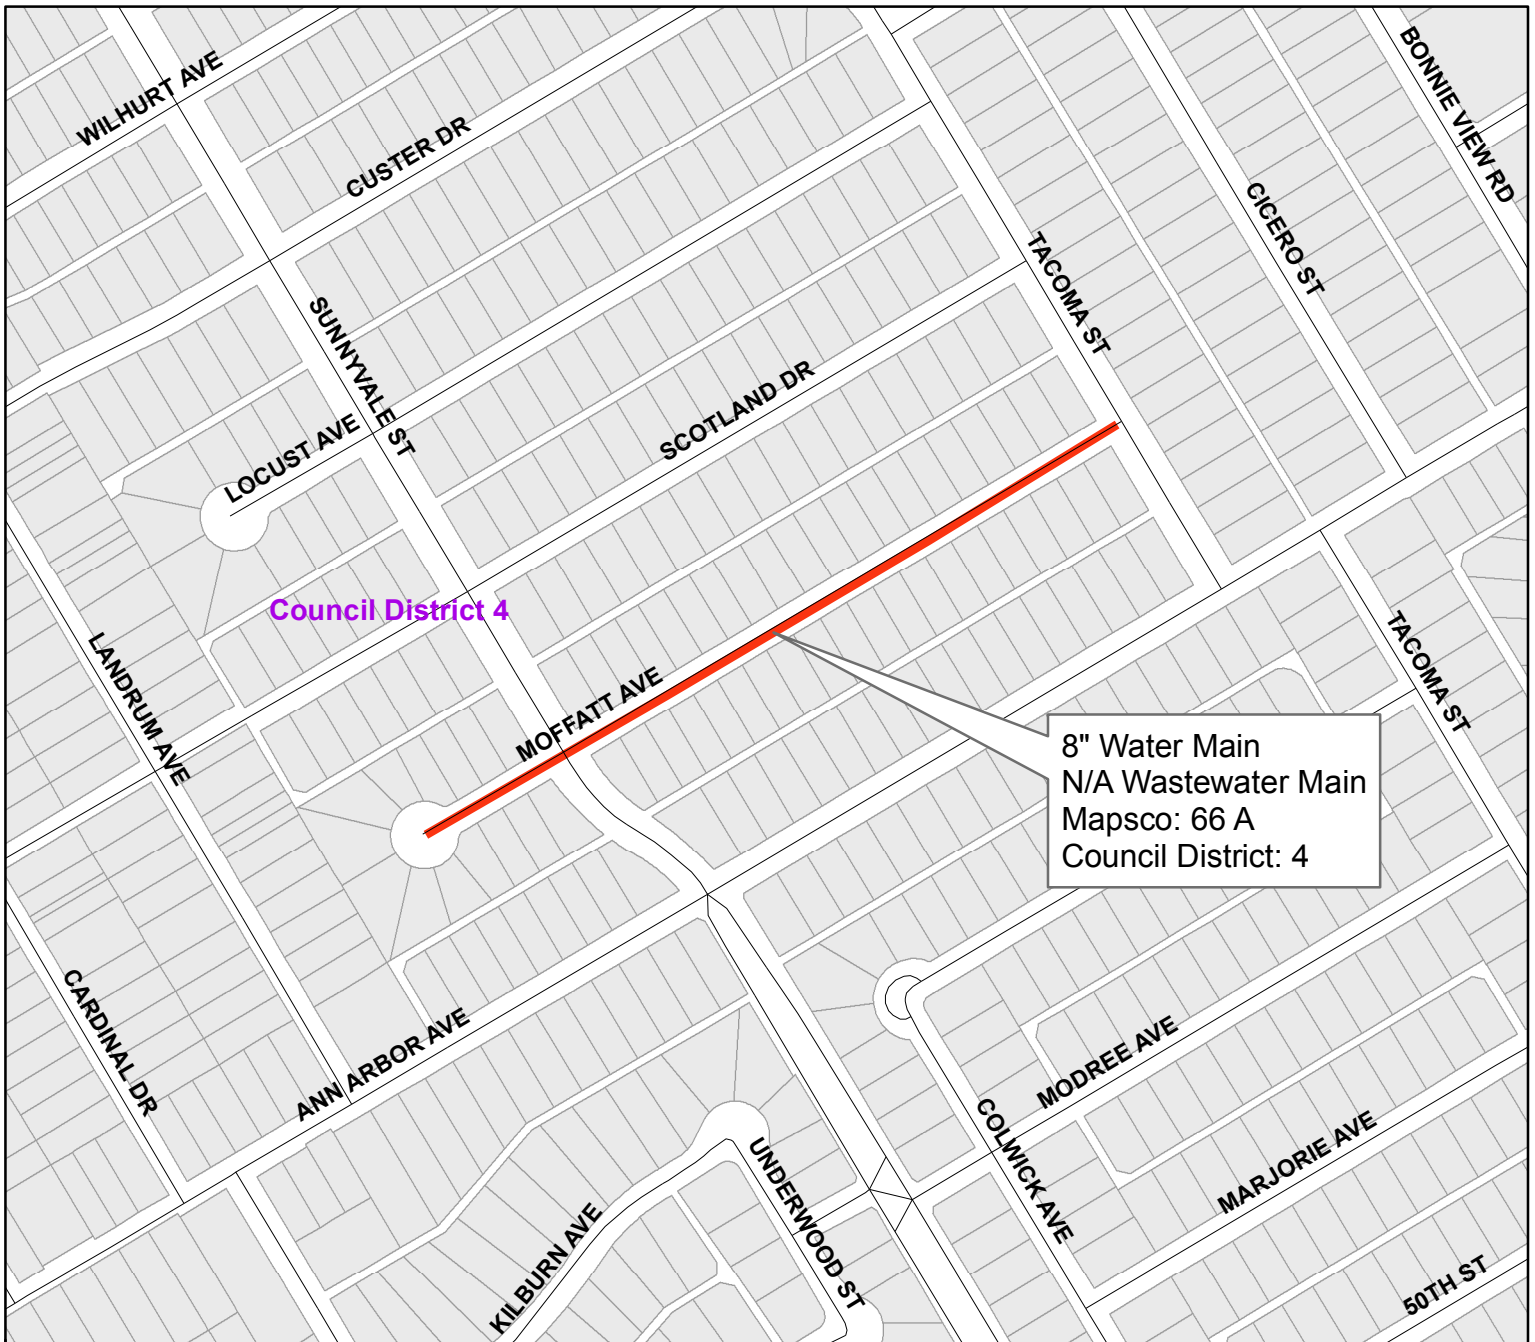 WILHURT AVE
CUSTER DR
BONNIE VIEW RD
CICERO ST
TACOMA ST
SUNNYVALE ST
SCOTLAND DR
LOCUST AVE
Council District 4
LANDRUM AVE
MOFFATT AVE
TACOMA ST
8" Water Main
N/A Wastewater Main
Mapsco: 66 A
Council District: 4
CARDINAL DR
ANN ARBOR AVE
MODREE AVE
COLWICK AVE
MARJORIE AVE
UNDERWOOD ST
KILBURN AVE
50TH ST